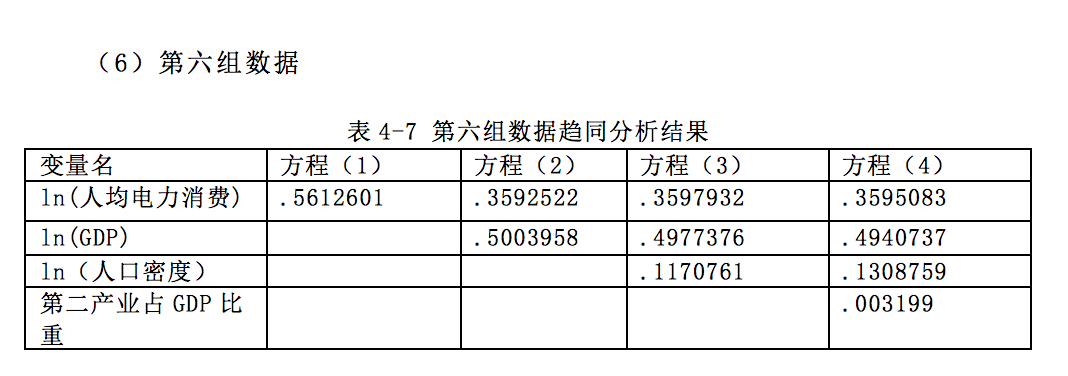 （6）第六组数据
表 4-7 第六组数据趋同分析结果
变量名 方程（1） 方程（2） 方程（3） 方程（4）
ln(人均电力消费) .5612601 .3592522 .3597932 .3595083
ln(GDP) .5003958 .4977376 .4940737
ln（人口密度） .1170761 .1308759
第二产业占 GDP 比 .003199
重